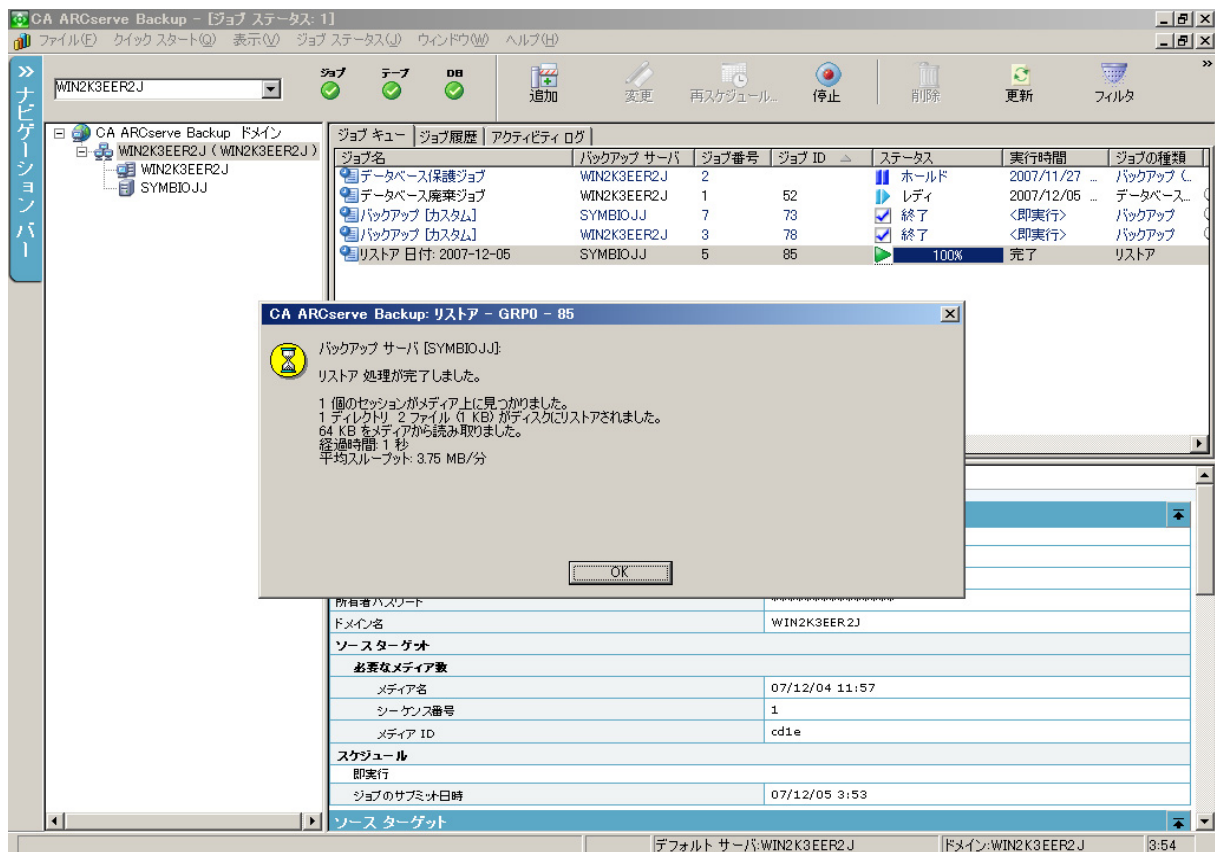 CA ARCserve Backup - [ジョブ ステータス: 1]
ファイル(F) クイック スタート(Q) 表示(V) ジョブ ステータス(J) ウィンドウ(W) ヘルプ(H)
»
ナビゲーション バー
WIN2K3EER2J
ジョブ テープ DB
追加 変更 再スケジュール... 停止 削除 更新 フィルタ »
CA ARCserve Backup ドメイン
WIN2K3EER2J ( WIN2K3EER2J )
WIN2K3EER2J
SYMBIOJJ
ジョブ キュー ジョブ履歴 アクティビティ ログ
ジョブ名 バックアップ サーバ ジョブ番号 ジョブ ID ステータス 実行時間 ジョブの種類
データベース保護ジョブ WIN2K3EER2J 2 ホールド 2007/11/27 ... バックアップ (...
データベース廃棄ジョブ WIN2K3EER2J 1 52 レディ 2007/12/05 ... データベース...
バックアップ [カスタム] SYMBIOJJ 7 73 終了 <即実行> バックアップ
バックアップ [カスタム] WIN2K3EER2J 3 78 終了 <即実行> バックアップ
リストア 日付: 2007-12-05 SYMBIOJJ 5 85 100% 完了 リストア
CA ARCserve Backup: リストア - GRP0 - 85
バックアップ サーバ [SYMBIOJJ]:
リストア 処理が完了しました。
1 個のセッションがメディア上に見つかりました。
1 ディレクトリ 2 ファイル (1 KB) がディスクにリストアされました。
64 KB をメディアから読み取りました。
経過時間: 1 秒
平均スループット: 3.75 MB/分
OK
所有者パスワード ****************
ドメイン名 WIN2K3EER2J
ソース ターゲット
必要なメディア数
メディア名 07/12/04 11:57
シーケンス番号 1
メディア ID cd1e
スケジュール
即実行
ジョブのサブミット日時 07/12/05 3:53
ソース ターゲット
デフォルト サーバ:WIN2K3EER2J ドメイン:WIN2K3EER2J 3:54